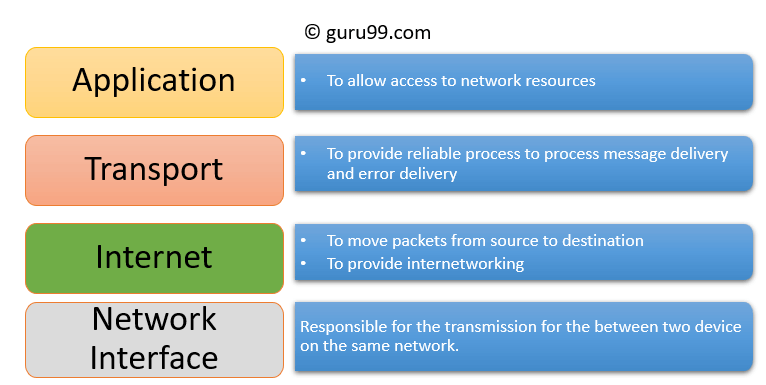 © guru99.com
Application
• To allow access to network resources
Transport
• To provide reliable process to process message delivery
and error delivery
Internet
• To move packets from source to destination
• To provide internetworking
Network
Interface
Responsible for the transmission for the between two device
on the same network.